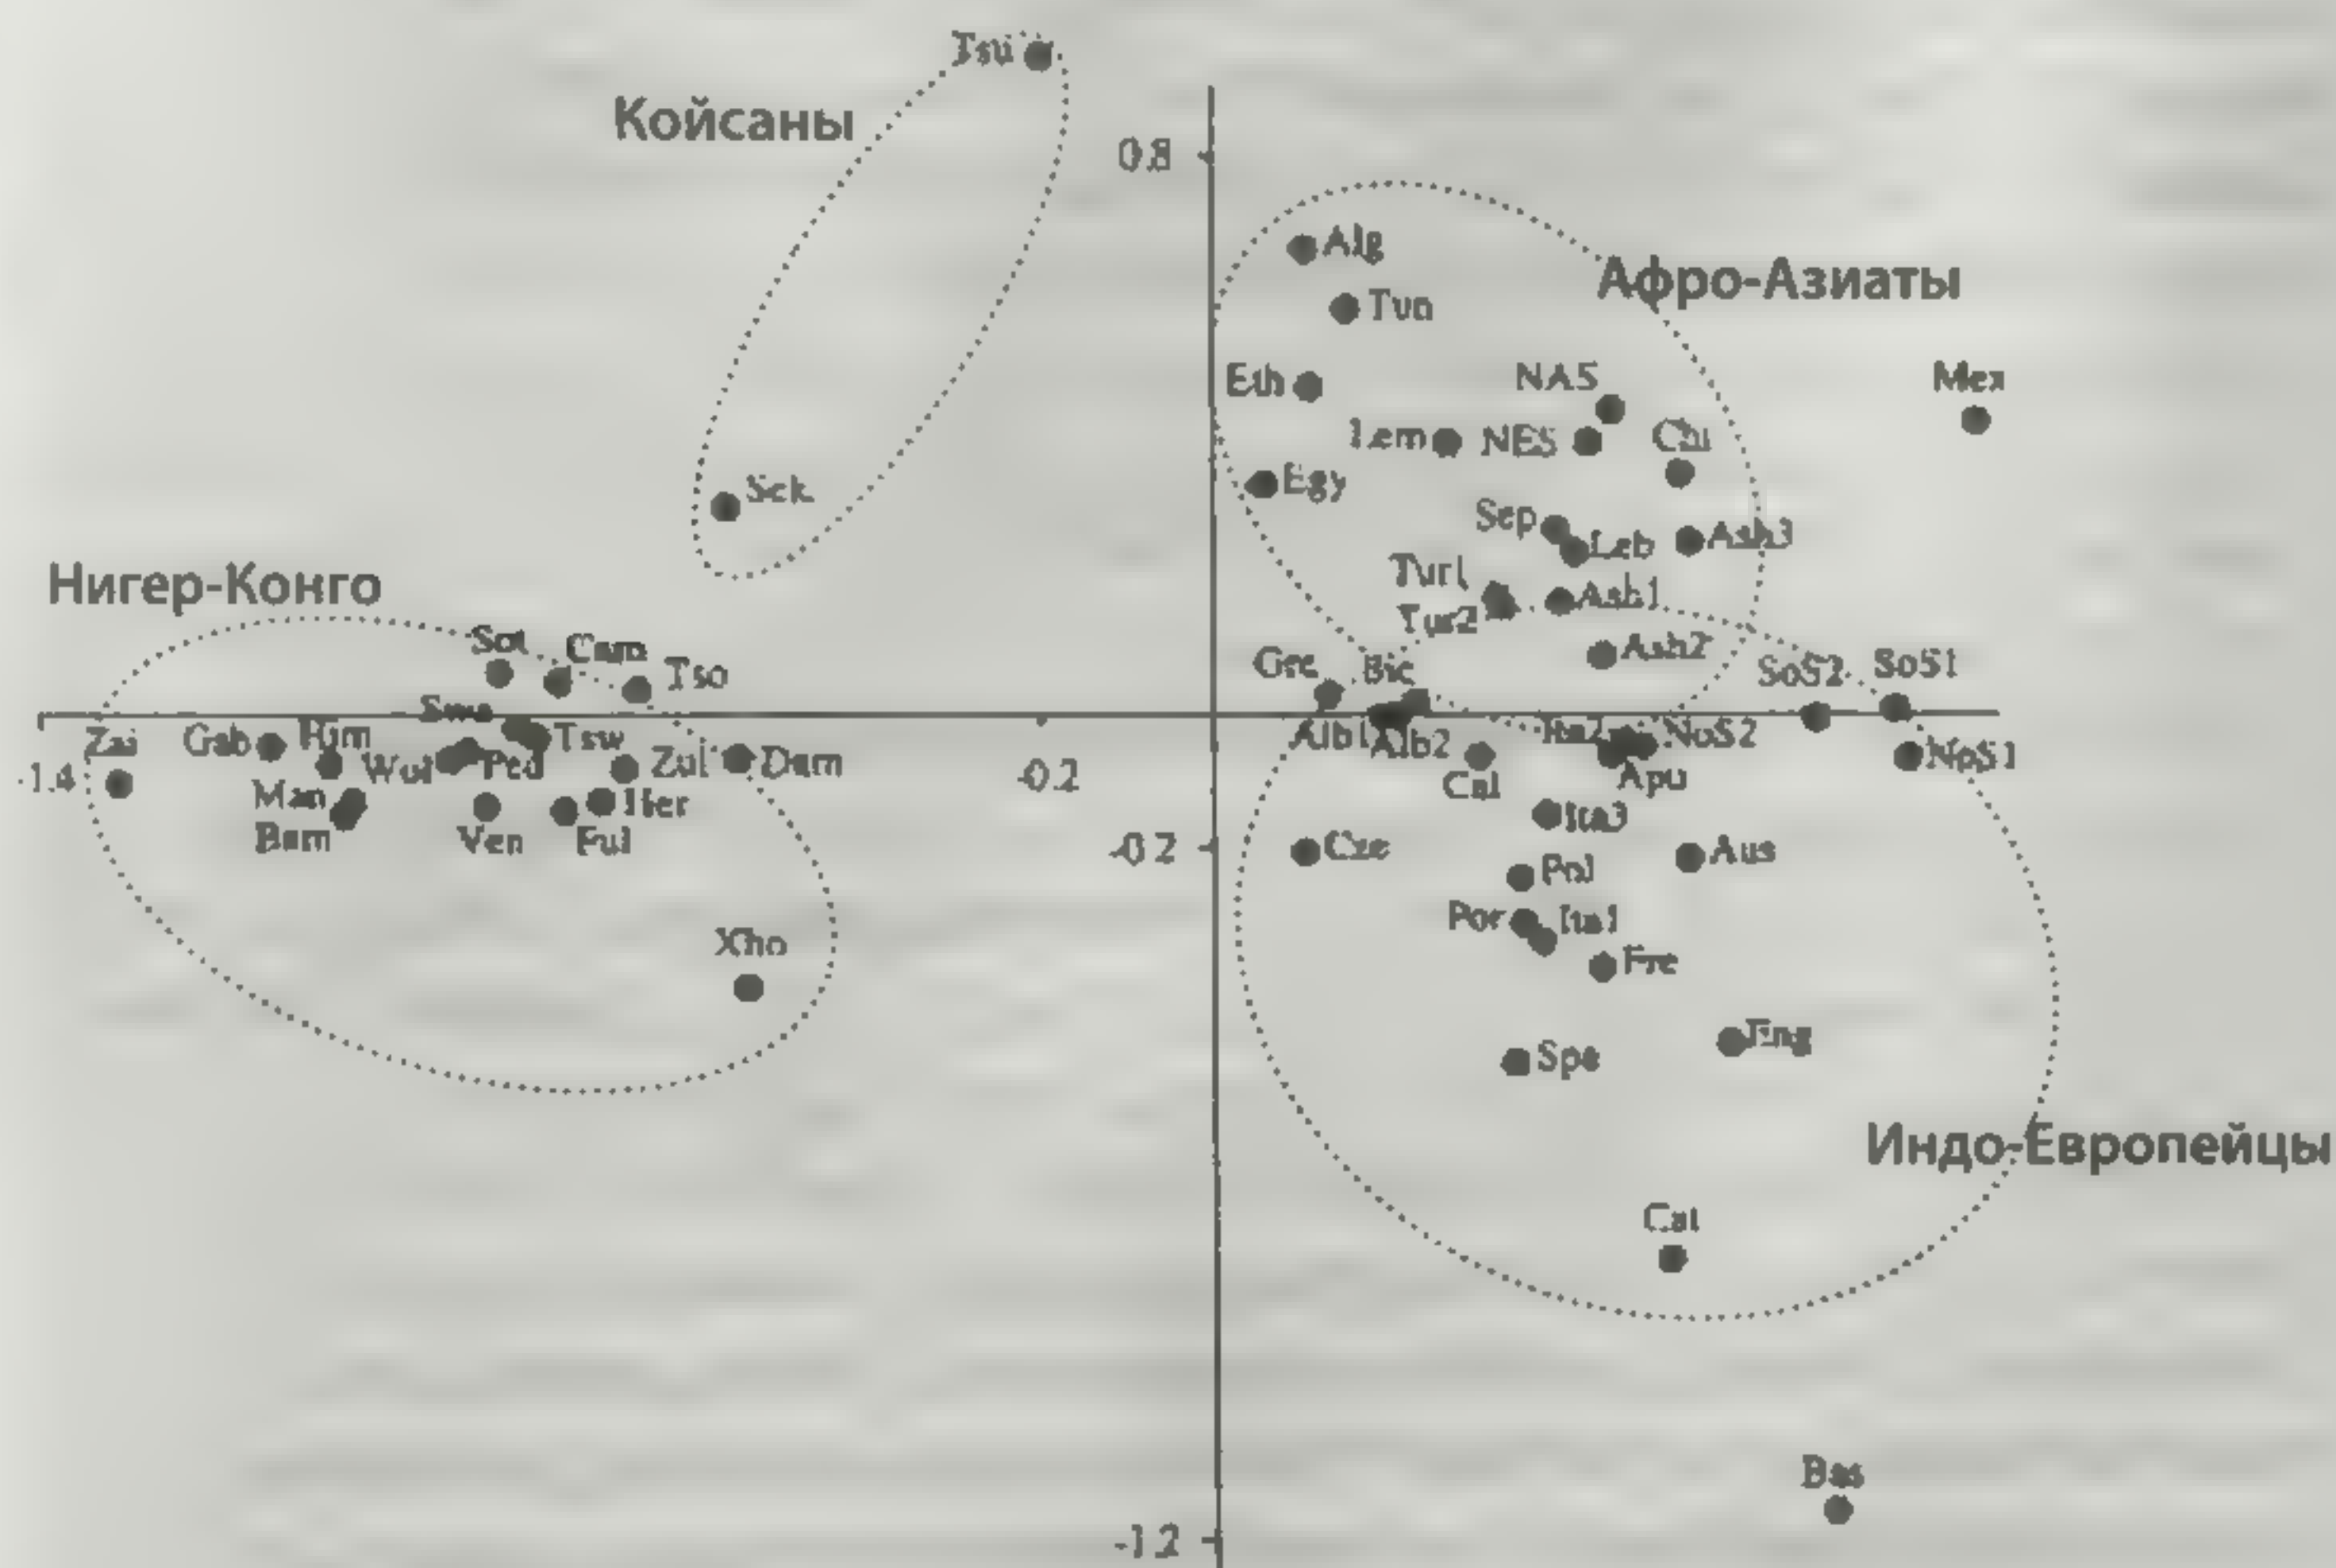 Tsu
Койсаны
0.8
Alg
Афро-Азиаты
Eth
NAS
Mex
Lem
NES
Egy
Sek
Sep
Leb
Ash3
Нигер-Конго
Tur1
Ash1
Tur2
Sot
Cam
Gre
Bic
Ash2
SoS2
SoS1
Tso
Swa
Zai
Gab
Him
Tsw
Alb1
Alb2
Ita2
NoS2
NoS1
Wol
Ped
Zul
Dam
-1.4
-0.2
Cal
Apu
Man
Her
Ita3
Bam
Ven
Ful
-0.2
Cze
Aus
Pol
Por
Ita1
Xho
Fre
Eng
Spa
Индо-Европейцы
Cat
Bas
-1.2